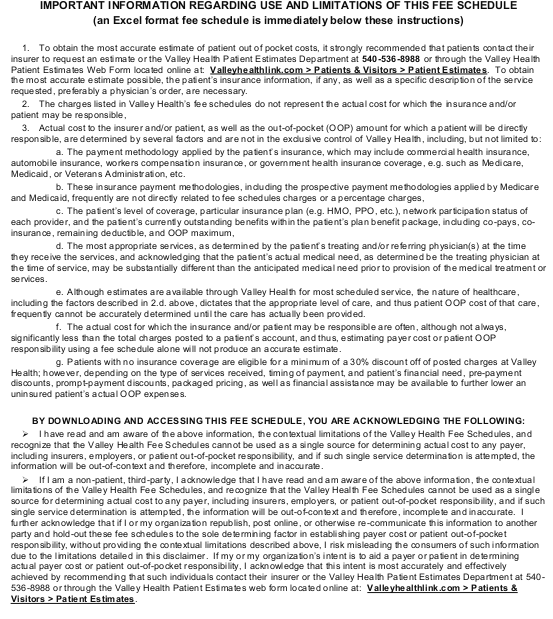 IMPORTANT INFORMATION REGARDING USE AND LIMITATIONS OF THIS FEE SCHEDULE
(an Excel format fee schedule is immediately below these instructions)
1. To obtain the most accurate estimate of patient out of pocket costs, it strongly recommended that patients contact their
insurer to request an estimate or the Valley Health Patient Estimates Department at 540-536-8988 or through the Valley Health
Patient Estimates Web Form located online at: Valleyhealthlink.com > Patients & Visitors > Patient Estimates. To obtain
the most accurate estimate possible, the patient's insurance information, if any, as well as a specific description of the service
requested, preferably a physician's order, are necessary.
2. The charges listed in Valley Health's fee schedules do not represent the actual cost for which the insurance and/or
patient may be responsible,
3. Actual cost to the insurer and/or patient, as well as the out-of-pocket (OOP) amount for which a patient will be directly
responsible, are determined by several factors and are not in the exclusive control of Valley Health, including, but not limited to:
a. The payment methodology applied by the patient's insurance, which may include commercial health insurance,
automobile insurance, workers compensation insurance, or government health insurance coverage, e.g. such as Medicare,
Medicaid, or Veterans Administration, etc.
b. These insurance payment methodologies, including the prospective payment methodologies applied by Medicare
and Medicaid, frequently are not directly related to fee schedules charges or a percentage charges,
c. The patient's level of coverage, particular insurance plan (e.g. HMO, PPO, etc.), network participation status of
each provider, and the patient's currently outstanding benefits within the patient's plan benefit package, including co-pays, co-
insurance, remaining deductible, and OOP maximum,
d. The most appropriate services, as determined by the patient's treating and/or referring physician(s) at the time
they receive the services, and acknowledging that the patient's actual medical need, as determined be the treating physician at
the time of service, may be substantially different than the anticipated medical need prior to provision of the medical treatment or
services.
e. Although estimates are available through Valley Health for most scheduled service, the nature of healthcare,
including the factors described in 2.d. above, dictates that the appropriate level of care, and thus patient OOP cost of that care,
frequently cannot be accurately determined until the care has actually been provided.
f. The actual cost for which the insurance and/or patient may be responsible are often, although not always,
significantly less than the total charges posted to a patient's account, and thus, estimating payer cost or patient OOP
responsibility using a fee schedule alone will not produce an accurate estimate.
g. Patients with no insurance coverage are eligible for a minimum of a 30% discount off of posted charges at Valley
Health; however, depending on the type of services received, timing of payment, and patient's financial need, pre-payment
discounts, prompt-payment discounts, packaged pricing, as well as financial assistance may be available to further lower an
uninsured patient's actual OOP expenses.
BY DOWNLOADING AND ACCESSING THIS FEE SCHEDULE, YOU ARE ACKNOWLEDGING THE FOLLOWING:
➢ I have read and am aware of the above information, the contextual limitations of the Valley Health Fee Schedules, and
recognize that the Valley Health Fee Schedules cannot be used as a single source for determining actual cost to any payer,
including insurers, employers, or patient out-of-pocket responsibility, and if such single service determination is attempted, the
information will be out-of-context and therefore, incomplete and inaccurate.
➢ If I am a non-patient, third-party, I acknowledge that I have read and am aware of the above information, the contextual
limitations of the Valley Health Fee Schedules, and recognize that the Valley Health Fee Schedules cannot be used as a single
source for determining actual cost to any payer, including insurers, employers, or patient out-of-pocket responsibility, and if such
single service determination is attempted, the information will be out-of-context and therefore, incomplete and inaccurate. I
further acknowledge that if I or my organization republish, post online, or otherwise re-communicate this information to another
party and hold-out these fee schedules to the sole determining factor in establishing payer cost or patient out-of-pocket
responsibility, without providing the contextual limitations described above, I risk misleading the consumers of such information
due to the limitations detailed in this disclaimer. If my or my organization's intent is to aid a payer or patient in determining
actual payer cost or patient out-of-pocket responsibility, I acknowledge that this intent is most accurately and effectively
achieved by recommending that such individuals contact their insurer or the Valley Health Patient Estimates Department at 540-
536-8988 or through the Valley Health Patient Estimates web form located online at: Valleyhealthlink.com > Patients &
Visitors > Patient Estimates.